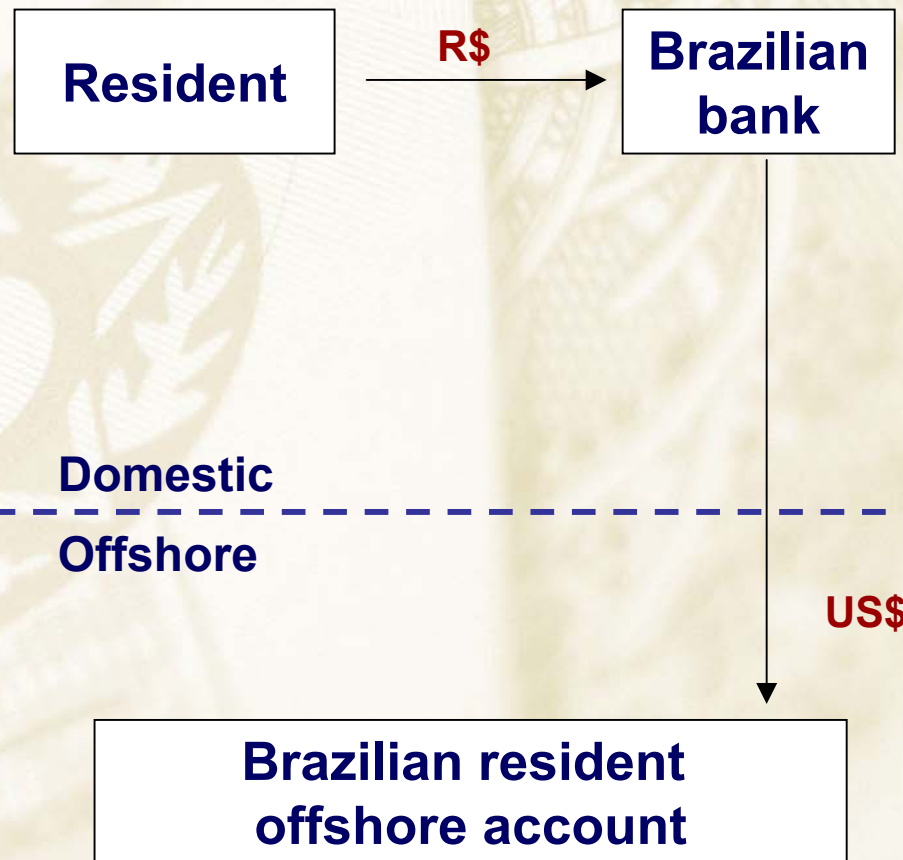 Resident
R$
Brazilian
bank
Domestic
Offshore
US$
Brazilian resident
offshore account